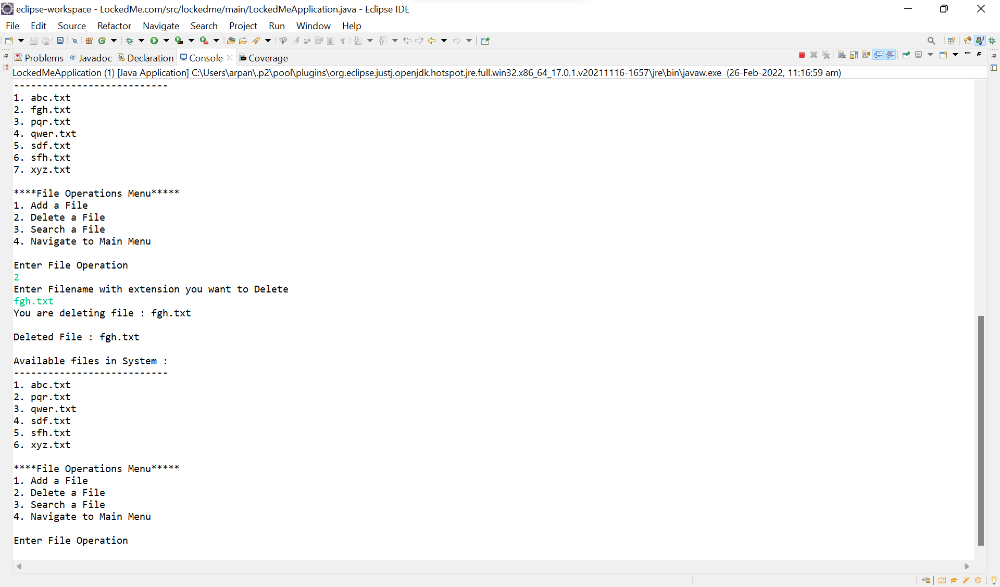 eclipse-workspace - LockedMe.com/src/lockedme/main/LockedMeApplication.java - Eclipse IDE
File Edit Source Refactor Navigate Search Project Run Window Help
Problems @ Javadoc Declaration Console Coverage
LockedMeApplication (1) [Java Application] C:\Users\arpan\.p2\pool\plugins\org.eclipse.justj.openjdk.hotspot.jre.full.win32.x86_64_17.0.1.v20211116-1657\jre\bin\javaw.exe (26-Feb-2022, 11:16:59 am)
---------------------------
1. abc.txt
2. fgh.txt
3. pqr.txt
4. qwer.txt
5. sdf.txt
6. sfh.txt
7. xyz.txt
****File Operations Menu*****
1. Add a File
2. Delete a File
3. Search a File
4. Navigate to Main Menu
Enter File Operation
2
Enter Filename with extension you want to Delete
fgh.txt
You are deleting file : fgh.txt
Deleted File : fgh.txt
Available files in System :
---------------------------
1. abc.txt
2. pqr.txt
3. qwer.txt
4. sdf.txt
5. sfh.txt
6. xyz.txt
****File Operations Menu*****
1. Add a File
2. Delete a File
3. Search a File
4. Navigate to Main Menu
Enter File Operation